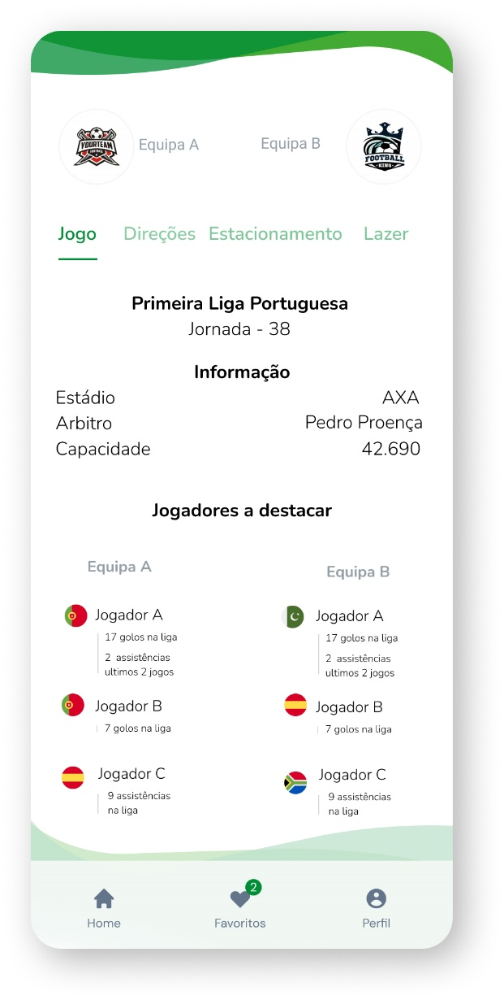 YOURTEAM
FOOTBALL
Equipa A
Equipa B
FOOTBALL
KING
Jogo Direções Estacionamento Lazer
Primeira Liga Portuguesa
Jornada - 38
Informação
Estádio AXA
Arbitro Pedro Proença
Capacidade 42.690
Jogadores a destacar
Equipa A
Equipa B
Jogador A
17 golos na liga
2 assistências
ultimos 2 jogos
Jogador B
7 golos na liga
Jogador C
9 assistências
na liga
Jogador A
17 golos na liga
2 assistências
ultimos 2 jogos
Jogador B
7 golos na liga
Jogador C
9 assistências
na liga
2
Home Favoritos Perfil